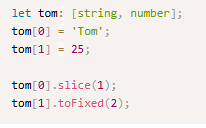 let tom: [string, number];
tom[0] = 'Tom';
tom[1] = 25;
tom[0].slice(1);
tom[1].toFixed(2);